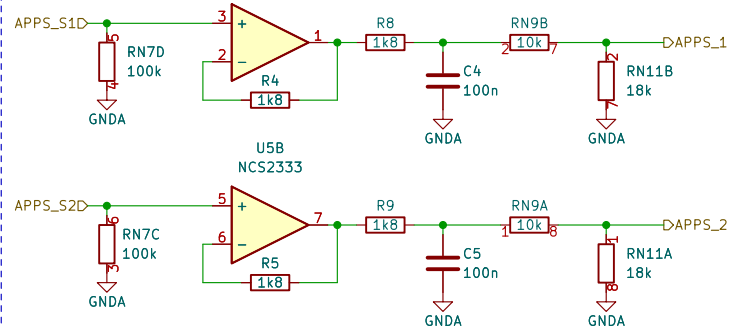 APPS_S1
3
+
2
−
1
R4
1k8
RN7D
100k
5
4
GNDA
R8
1k8
C4
100n
GNDA
RN9B
10k
2
7
RN11B
18k
2
7
GNDA
APPS_1
U5B
NCS2333
APPS_S2
5
+
6
−
7
R5
1k8
RN7C
100k
6
3
GNDA
R9
1k8
C5
100n
GNDA
RN9A
10k
1
8
RN11A
18k
1
8
GNDA
APPS_2